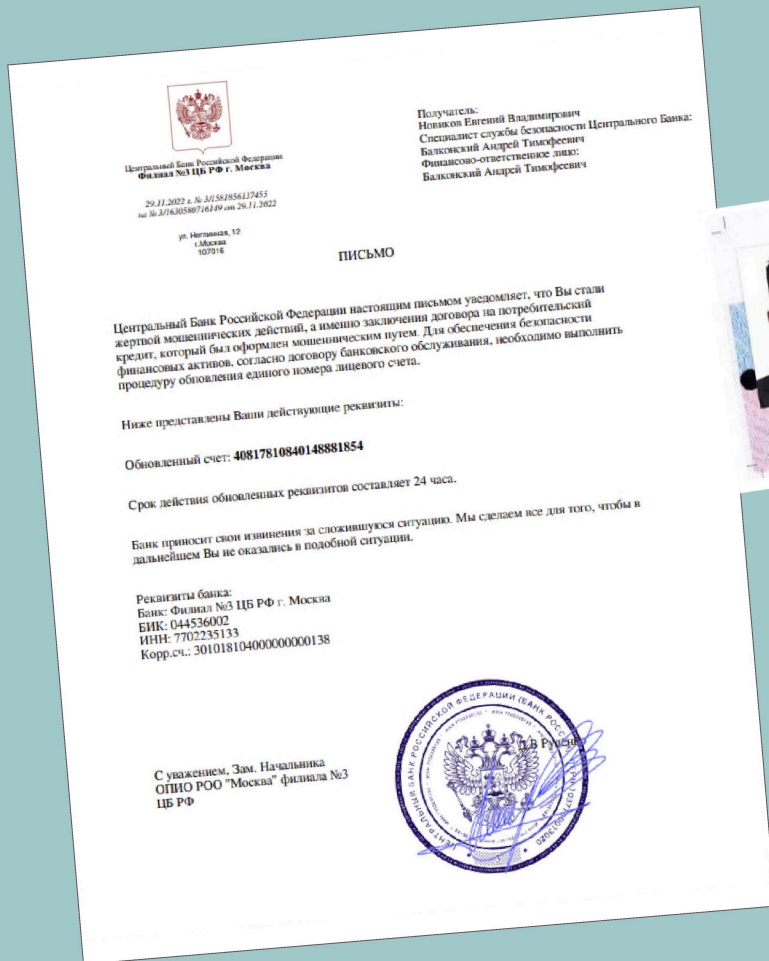 Центральный Банк Российской Федерации
Филиал №3 ЦБ РФ г. Москва
29.11.2022 г. № 3/1581856137455
на № 3/1630580716149 от 29.11.2022
ул. Неглинная, 12
г.Москва
107016
Получатель:
Новиков Евгений Владимирович
Специалист службы безопасности Центрального Банка:
Балконский Андрей Тимофеевич
Финансово-ответственное лицо:
Балконский Андрей Тимофеевич
ПИСЬМО
Центральный Банк Российской Федерации настоящим письмом уведомляет, что Вы стали
жертвой мошеннических действий, а именно заключения договора на потребительский
кредит, который был оформлен мошенническим путем. Для обеспечения безопасности
финансовых активов, согласно договору банковского обслуживания, необходимо выполнить
процедуру обновления единого номера лицевого счета.
Ниже представлены Ваши действующие реквизиты:
Обновленный счет: 40817810840148881854
Срок действия обновленных реквизитов составляет 24 часа.
Банк приносит свои извинения за сложившуюся ситуацию. Мы сделаем все для того, чтобы в
дальнейшем Вы не оказались в подобной ситуации.
Реквизиты банка:
Банк: Филиал №3 ЦБ РФ г. Москва
БИК: 044536002
ИНН: 7702235133
Корр.сч.: 301018104000000000138
С уважением, Зам. Начальника
ОПИО РОО "Москва" филиала №3
ЦБ РФ
ЦЕНТРАЛЬНЫЙ БАНК РОССИЙСКОЙ ФЕДЕРАЦИИ (БАНК